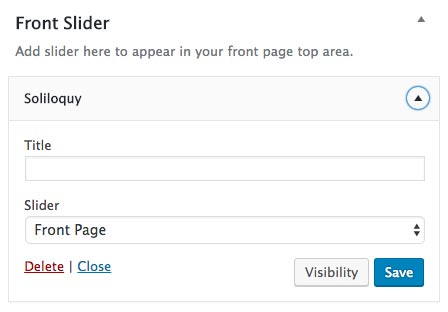 Front Slider
Add slider here to appear in your front page top area.
Soliloquy
Title
Slider
Front Page
Delete | Close
Visibility
Save